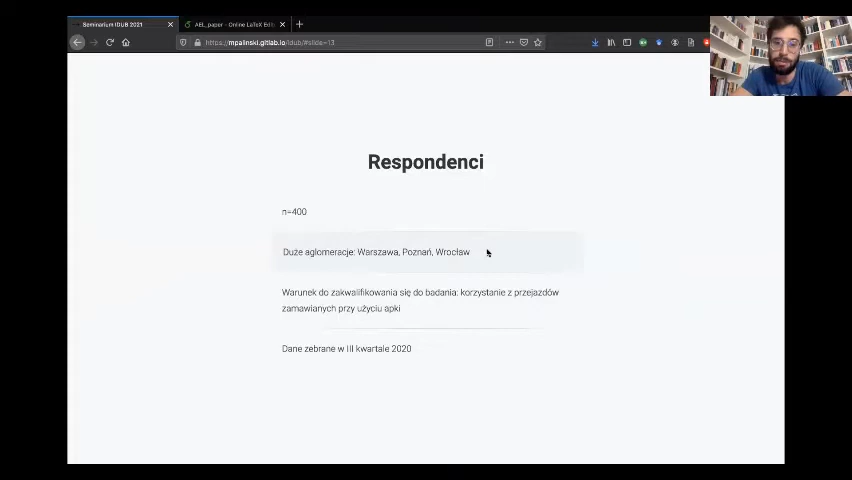 Seminarium IDUB 2021
AEL_paper - Online LaTeX Edit
https://mpalinski.gitlab.io/idub/#slide=13
Respondenci
n=400
Duże aglomeracje: Warszawa, Poznań, Wrocław
Warunek do zakwalifikowania się do badania: korzystanie z przejazdów
zamawianych przy użyciu apki
Dane zebrane w III kwartale 2020